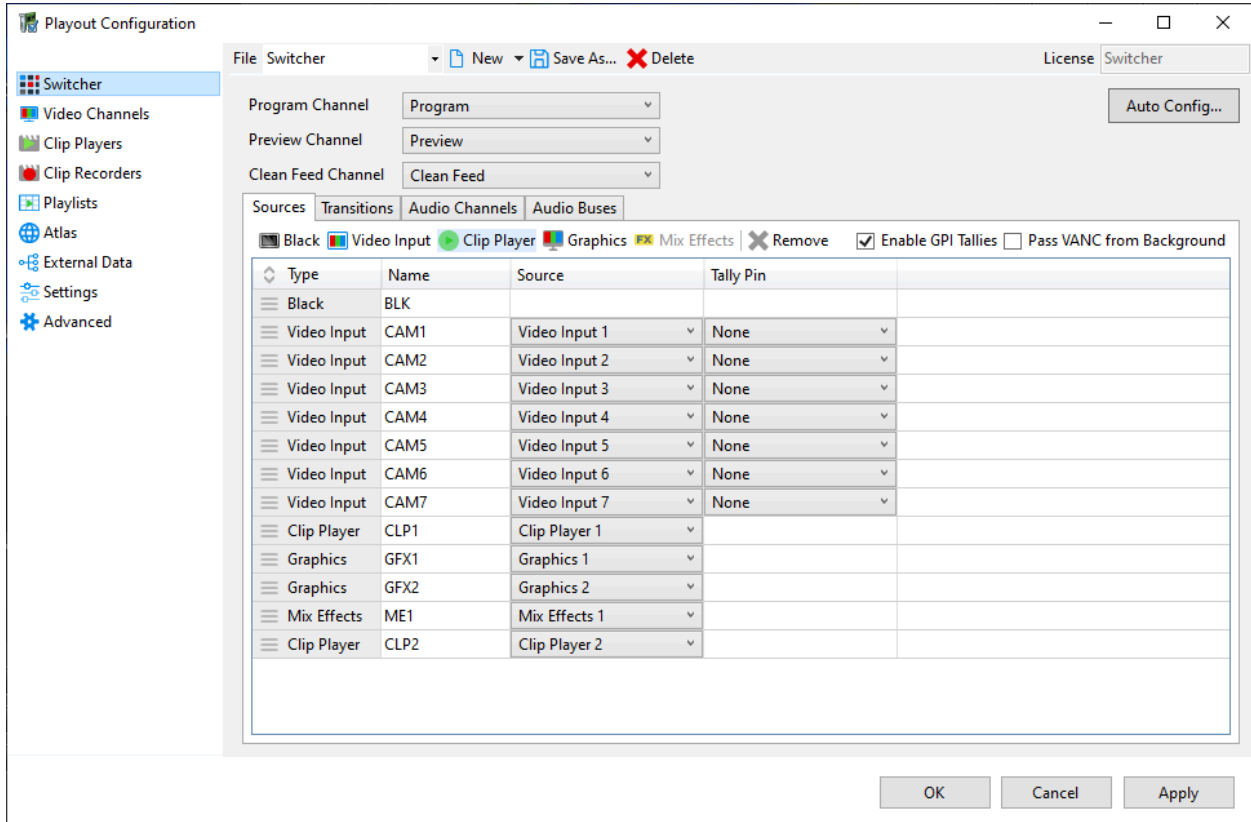 Playout Configuration
File Switcher New Save As... Delete License Switcher
Switcher
Video Channels
Clip Players
Clip Recorders
Playlists
Atlas
External Data
Settings
Advanced
Program Channel Program Auto Config...
Preview Channel Preview
Clean Feed Channel Clean Feed
Sources Transitions Audio Channels Audio Buses
Black Video Input Clip Player Graphics FX Mix Effects Remove Enable GPI Tallies Pass VANC from Background
Type Name Source Tally Pin
Black BLK
Video Input CAM1 Video Input 1 None
Video Input CAM2 Video Input 2 None
Video Input CAM3 Video Input 3 None
Video Input CAM4 Video Input 4 None
Video Input CAM5 Video Input 5 None
Video Input CAM6 Video Input 6 None
Video Input CAM7 Video Input 7 None
Clip Player CLP1 Clip Player 1
Graphics GFX1 Graphics 1
Graphics GFX2 Graphics 2
Mix Effects ME1 Mix Effects 1
Clip Player CLP2 Clip Player 2
OK Cancel Apply